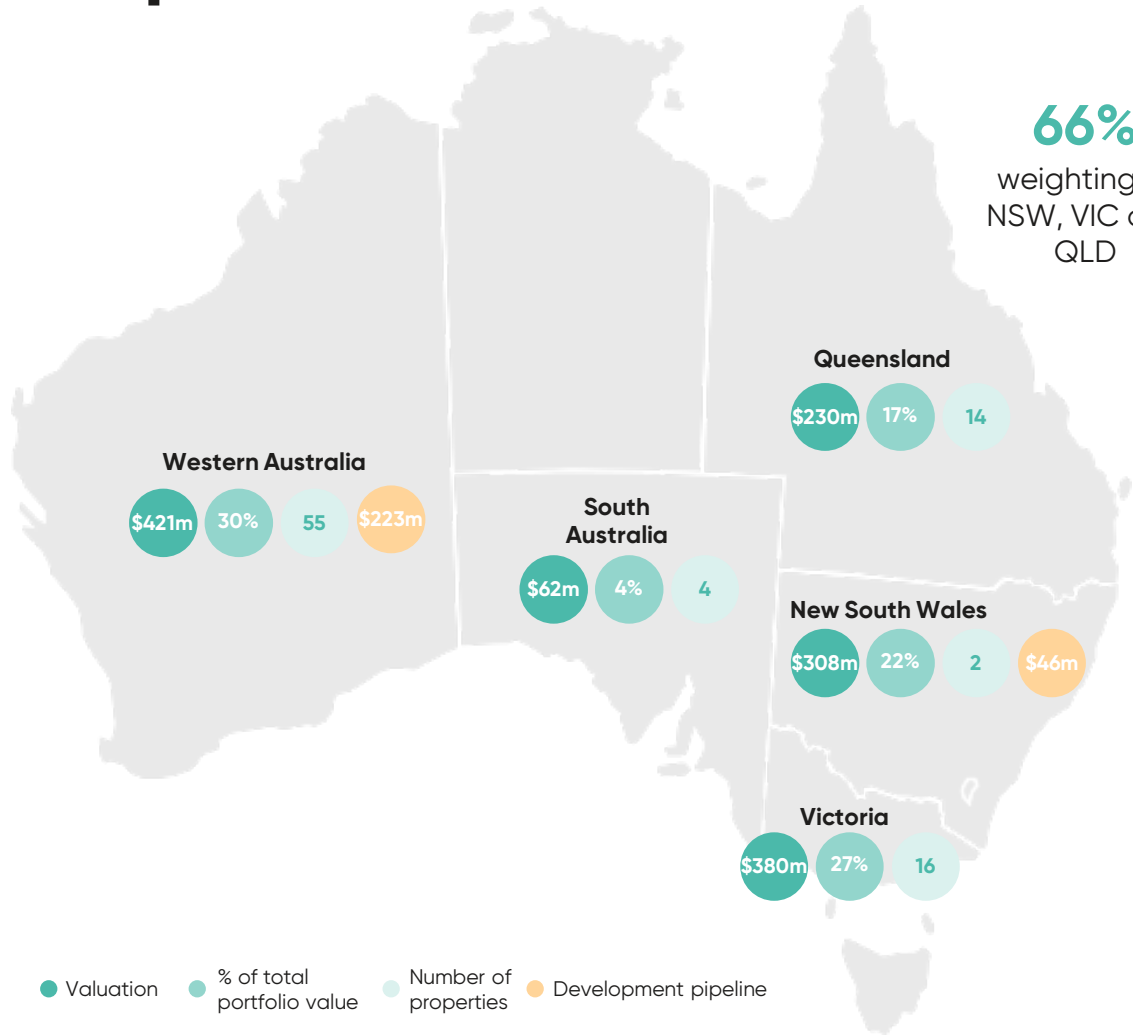 66%
weighting
NSW, VIC
QLD
Queensland
$230m 17% 14
Western Australia
$421m 30% 55 $223m
South
Australia
$62m 4% 4
New South Wales
$308m 22% 2 $46m
Victoria
$380m 27% 16
Valuation
% of total
portfolio value
Number of
properties
Development pipeline